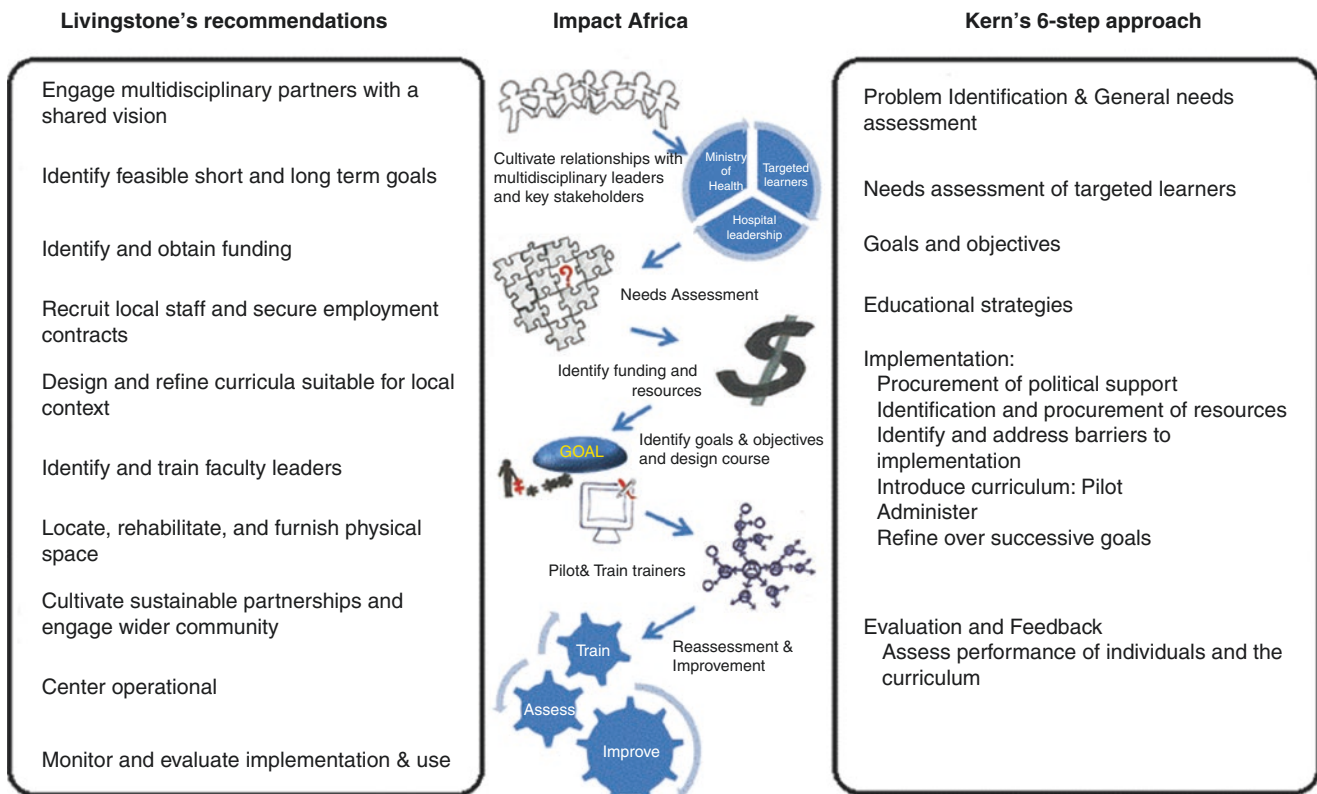 Livingstone's recommendations
Engage multidisciplinary partners with a
shared vision
Identify feasible short and long term goals
Identify and obtain funding
Recruit local staff and secure employment
contracts
Design and refine curricula suitable for local
context
Identify and train faculty leaders
Locate, rehabilitate, and furnish physical
space
Cultivate sustainable partnerships and
engage wider community
Center operational
Monitor and evaluate implementation & use
Impact Africa
Cultivate relationships with
multidisciplinary leaders
and key stakeholders
Ministry
of
Health
Targeted
learners
Hospital
leadership
?
Needs Assessment
Identify funding and
resources
$
GOAL
Identify goals & objectives
and design course
Pilot& Train trainers
Reassessment &
Improvement
Train
Assess
Improve
Kern's 6-step approach
Problem Identification & General needs
assessment
Needs assessment of targeted learners
Goals and objectives
Educational strategies
Implementation:
Procurement of political support
Identification and procurement of resources
Identify and address barriers to
implementation
Introduce curriculum: Pilot
Administer
Refine over successive goals
Evaluation and Feedback
Assess performance of individuals and the
curriculum